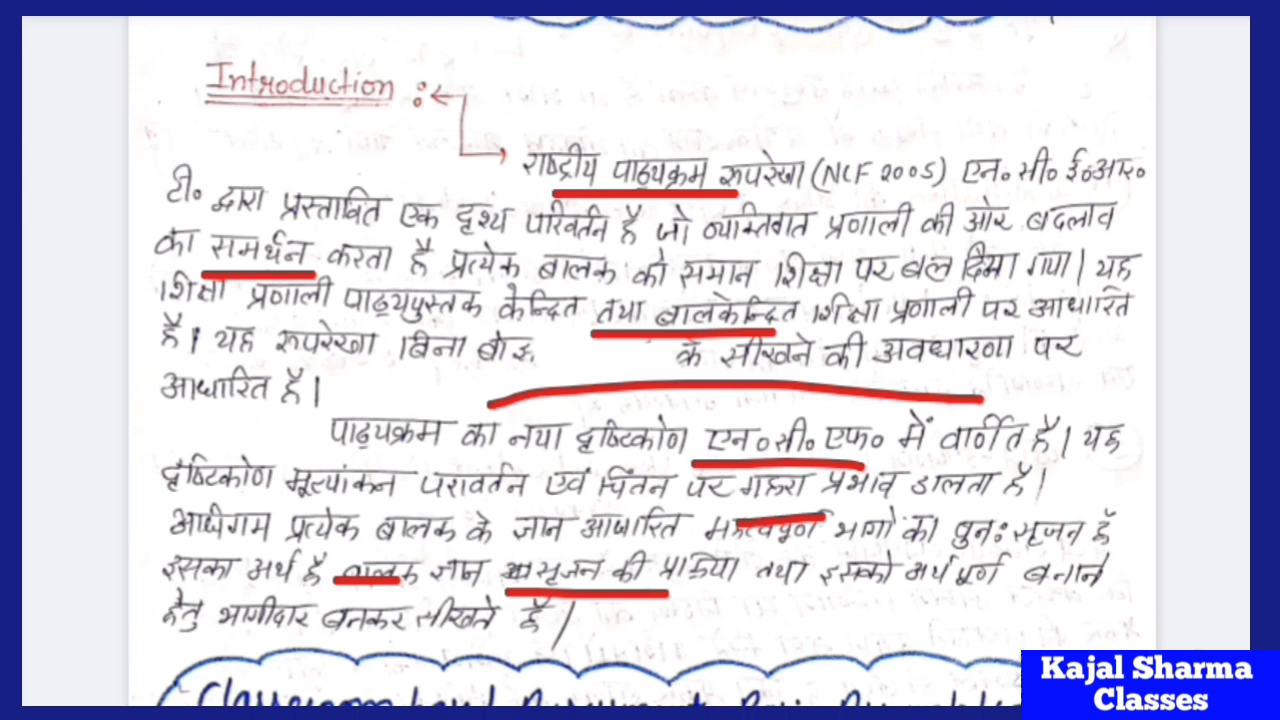 Introduction :←
→ राष्ट्रीय पाठ्यक्रम रूपरेखा (NCF 2005) एन० सी० ई० आर०
टी० द्वारा प्रस्तावित एक दृश्य परिवर्तन है जो व्यक्तिगत प्रणाली की ओर बदलाव
का समर्थन करता है प्रत्येक बालक को समान शिक्षा पर बल दिया गया। यह
शिक्षा प्रणाली पाठ्यपुस्तक केन्द्रित तथा बालकेन्द्रित शिक्षा प्रणाली पर आधारित
है। यह रूपरेखा बिना के सीखने की अवधारणा पर
आधारित है।
पाठ्यक्रम का नया दृष्टिकोण एन० सी० एफ० में वर्णित है। यह
दृष्टिकोण मूल्यांकन परावर्तन एवं चिंतन पर गहरा प्रभाव डालता है।
अधिगम प्रत्येक बालक के ज्ञान आधारित महत्वपूर्ण भागों का पुनः सृजन है
इसका अर्थ है बालक ज्ञान सृजन की प्रक्रिया तथा इसको अर्थपूर्ण बनाने
हेतु भागीदार बनकर सीखते है।
Kajal Sharma
Classes